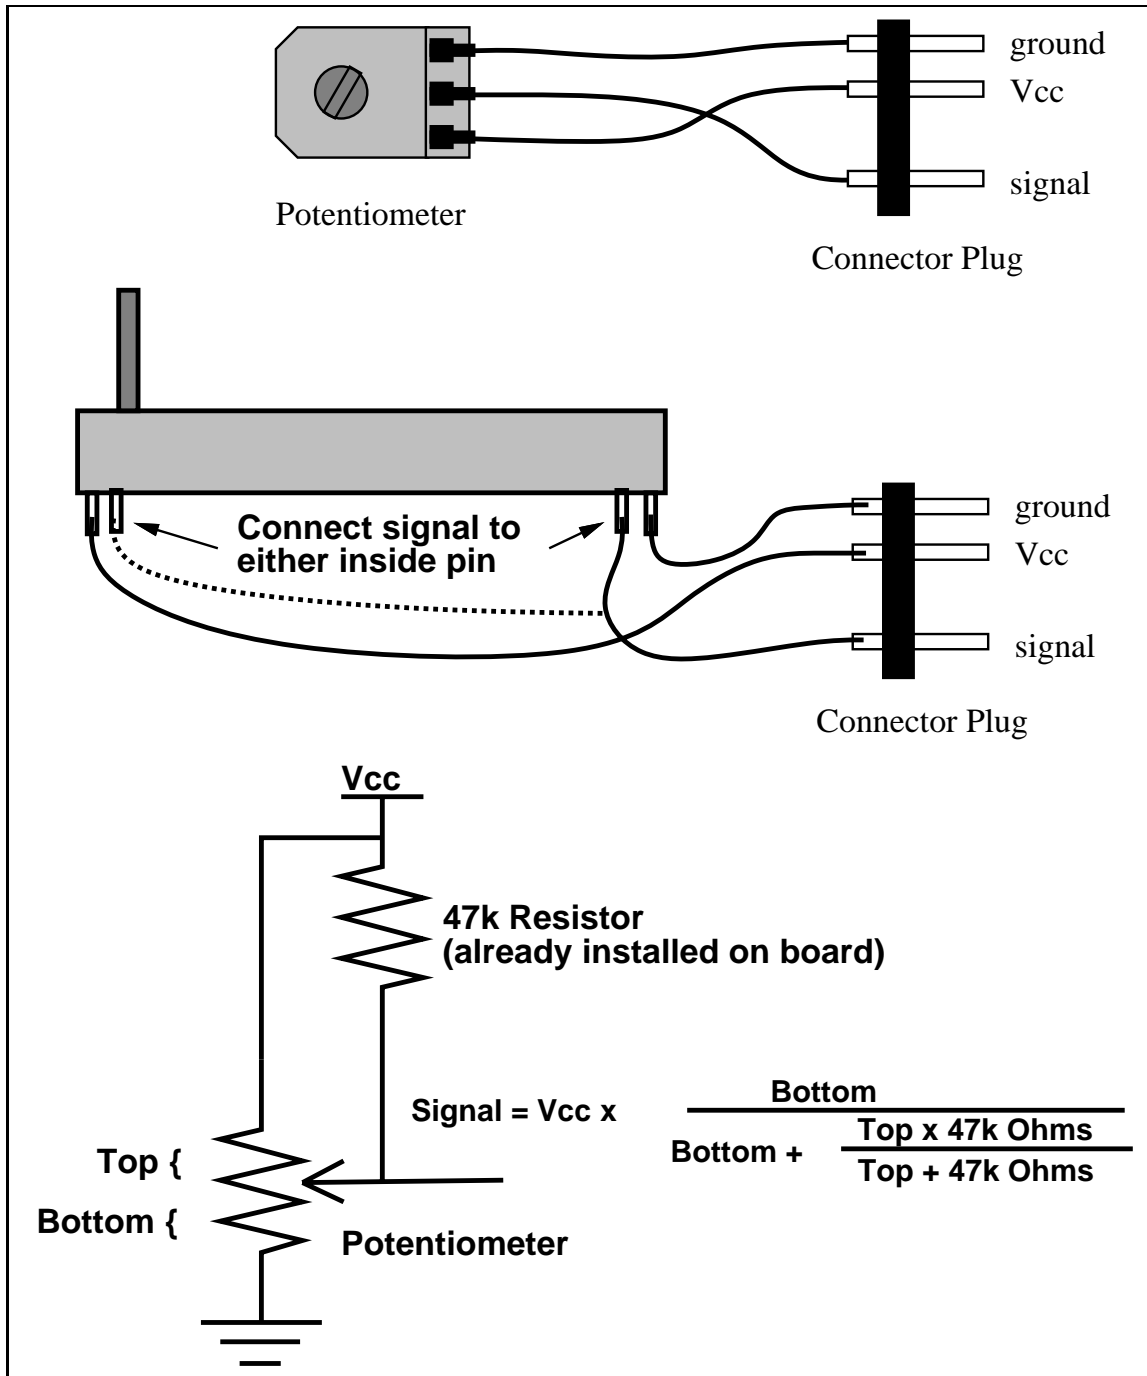 ground
Vcc
signal
Potentiometer
Connector Plug
Connect signal to
either inside pin
ground
Vcc
signal
Connector Plug
Vcc
47k Resistor
(already installed on board)
Signal = Vcc x
Bottom
Bottom +
Top x 47k Ohms
Top + 47k Ohms
Top {
Bottom {
Potentiometer